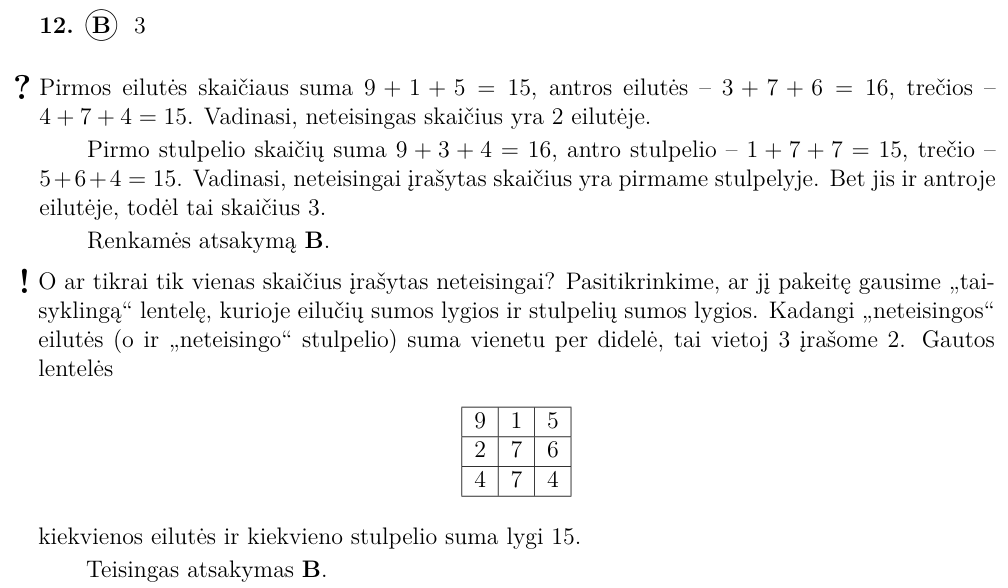 12. B 3
? Pirmos eilutės skaičiaus suma 9 + 1 + 5 = 15, antros eilutės – 3 + 7 + 6 = 16, trečios –
4 + 7 + 4 = 15. Vadinasi, neteisingas skaičius yra 2 eilutėje.
Pirmo stulpelio skaičių suma 9 + 3 + 4 = 16, antro stulpelio – 1 + 7 + 7 = 15, trečio –
5 + 6 + 4 = 15. Vadinasi, neteisingai įrašytas skaičius yra pirmame stulpelyje. Bet jis ir antroje
eilutėje, todėl tai skaičius 3.
Renkamės atsakymą B.
! O ar tikrai tik vienas skaičius įrašytas neteisingai? Pasitikrinkime, ar jį pakeitę gausime „tai-
syklingą“ lentelę, kurioje eilučių sumos lygios ir stulpelių sumos lygios. Kadangi „neteisingos“
eilutės (o ir „neteisingo“ stulpelio) suma vienetu per didelė, tai vietoj 3 įrašome 2. Gautos
lentelės
9 1 5
2 7 6
4 7 4
kiekvienos eilutės ir kiekvieno stulpelio suma lygi 15.
Teisingas atsakymas B.